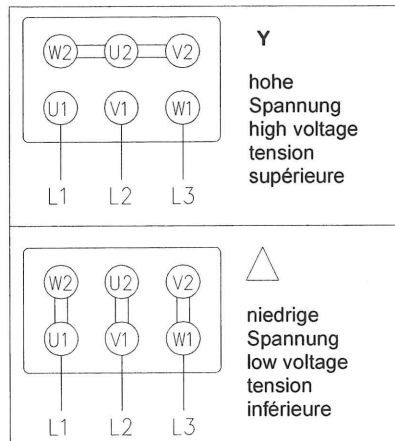 W2 U2 V2
U1 V1 W1
L1 L2 L3
Y
hohe
Spannung
high voltage
tension
supérieure
W2 U2 V2
U1 V1 W1
L1 L2 L3
niedrige
Spannung
low voltage
tension
inférieure